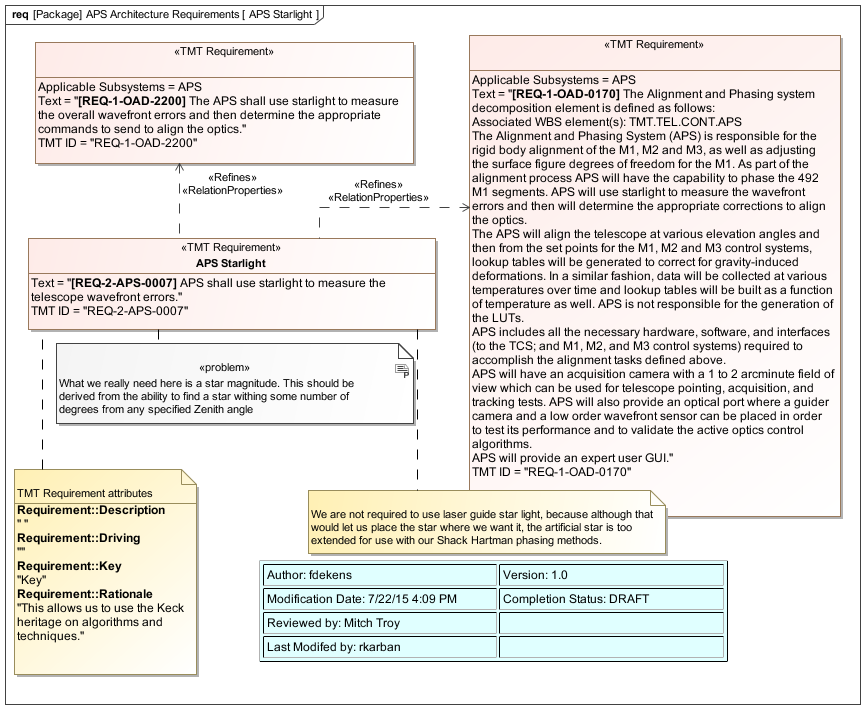 req [Package] APS Architecture Requirements [ APS Starlight ]
«TMT Requirement»
Applicable Subsystems = APS
Text = "[REQ-1-OAD-2200] The APS shall use starlight to measure
the overall wavefront errors and then determine the appropriate
commands to send to align the optics."
TMT ID = "REQ-1-OAD-2200"
«TMT Requirement»
Applicable Subsystems = APS
Text = "[REQ-1-OAD-0170] The Alignment and Phasing system
decomposition element is defined as follows:
Associated WBS element(s): TMT.TEL.CONT.APS
The Alignment and Phasing System (APS) is responsible for the
rigid body alignment of the M1, M2 and M3, as well as adjusting
the surface figure degrees of freedom for the M1. As part of the
alignment process APS will have the capability to phase the 492
M1 segments. APS will use starlight to measure the wavefront
errors and then will determine the appropriate corrections to align
the optics.
The APS will align the telescope at various elevation angles and
then from the set points for the M1, M2 and M3 control systems,
lookup tables will be generated to correct for gravity-induced
deformations. In a similar fashion, data will be collected at various
temperatures over time and lookup tables will be built as a function
of temperature as well. APS is not responsible for the generation of
the LUTs.
APS includes all the necessary hardware, software, and interfaces
(to the TCS; and M1, M2, and M3 control systems) required to
accomplish the alignment tasks defined above.
APS will have an acquisition camera with a 1 to 2 arcminute field of
view which can be used for telescope pointing, acquisition, and
tracking tests. APS will also provide an optical port where a guider
camera and a low order wavefront sensor can be placed in order
to test its performance and to validate the active optics control
algorithms.
APS will provide an expert user GUI."
TMT ID = "REQ-1-OAD-0170"
«Refines»
«RelationProperties»
«Refines»
«RelationProperties»
«TMT Requirement»
APS Starlight
Text = "[REQ-2-APS-0007] APS shall use starlight to measure the
telescope wavefront errors."
TMT ID = "REQ-2-APS-0007"
«problem»
What we really need here is a star magnitude. This should be
derived from the ability to find a star withing some number of
degrees from any specified Zenith angle
TMT Requirement attributes
Requirement::Description
" "
Requirement::Driving
""
Requirement::Key
"Key"
Requirement::Rationale
"This allows us to use the Keck
heritage on algorithms and
techniques."
We are not required to use laser guide star light, because although that
would let us place the star where we want it, the artificial star is too
extended for use with our Shack Hartman phasing methods.
Author: fdekens
Version: 1.0
Modification Date: 7/22/15 4:09 PM
Completion Status: DRAFT
Reviewed by: Mitch Troy
Last Modifed by: rkarban